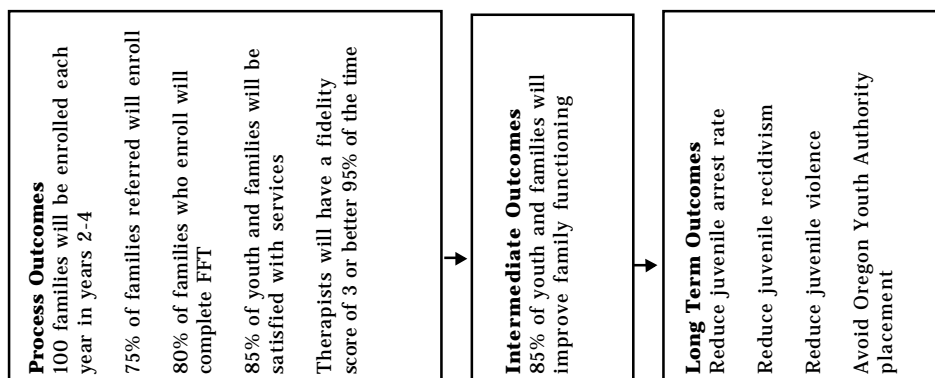 Process Outcomes
100 families will be enrolled each
year in years 2-4
75% of families referred will enroll
80% of families who enroll will
complete FFT
85% of youth and families will be
satisfied with services
Therapists will have a fidelity
score of 3 or better 95% of the time
Intermediate Outcomes
85% of youth and families will
improve family functioning
Long Term Outcomes
Reduce juvenile arrest rate
Reduce juvenile recidivism
Reduce juvenile violence
Avoid Oregon Youth Authority
placement